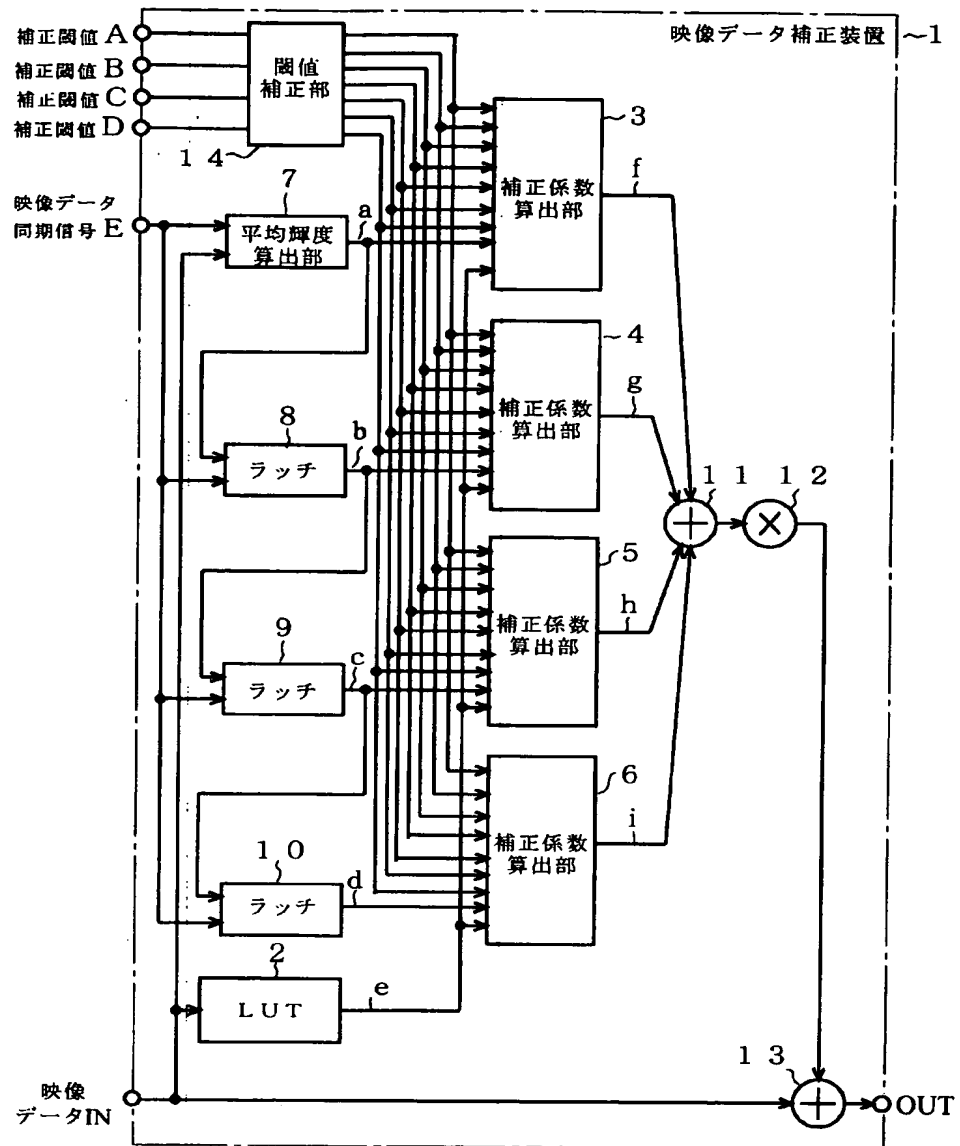 映像データ補正装置 ~1
補正閾値 A
補正閾値 B
補正閾値 C
補正閾値 D
閾値
補正部
14
映像データ
同期信号 E
7
平均輝度
算出部
a
3
補正係数
算出部
f
4
補正係数
算出部
g
8
ラッチ
b
11
12
5
補正係数
算出部
h
9
ラッチ
c
6
補正係数
算出部
i
10
ラッチ
d
2
LUT
e
13
映像
データIN
OUT